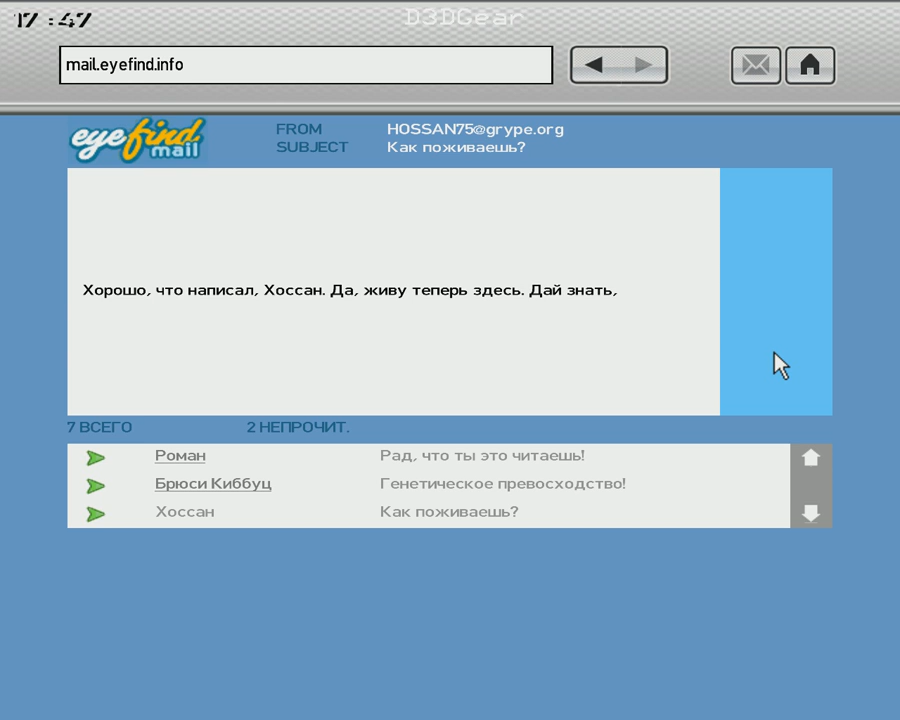 17:47
D3DGear
mail.eyefind.info
eyefind mail
FROM HOSSAN75@grype.org
SUBJECT Как поживаешь?
Хорошо, что написал, Хоссан. Да, живу теперь здесь. Дай знать,
7 ВСЕГО 2 НЕПРОЧИТ.
Роман Рад, что ты это читаешь!
Брюси Киббуц Генетическое превосходство!
Хоссан Как поживаешь?